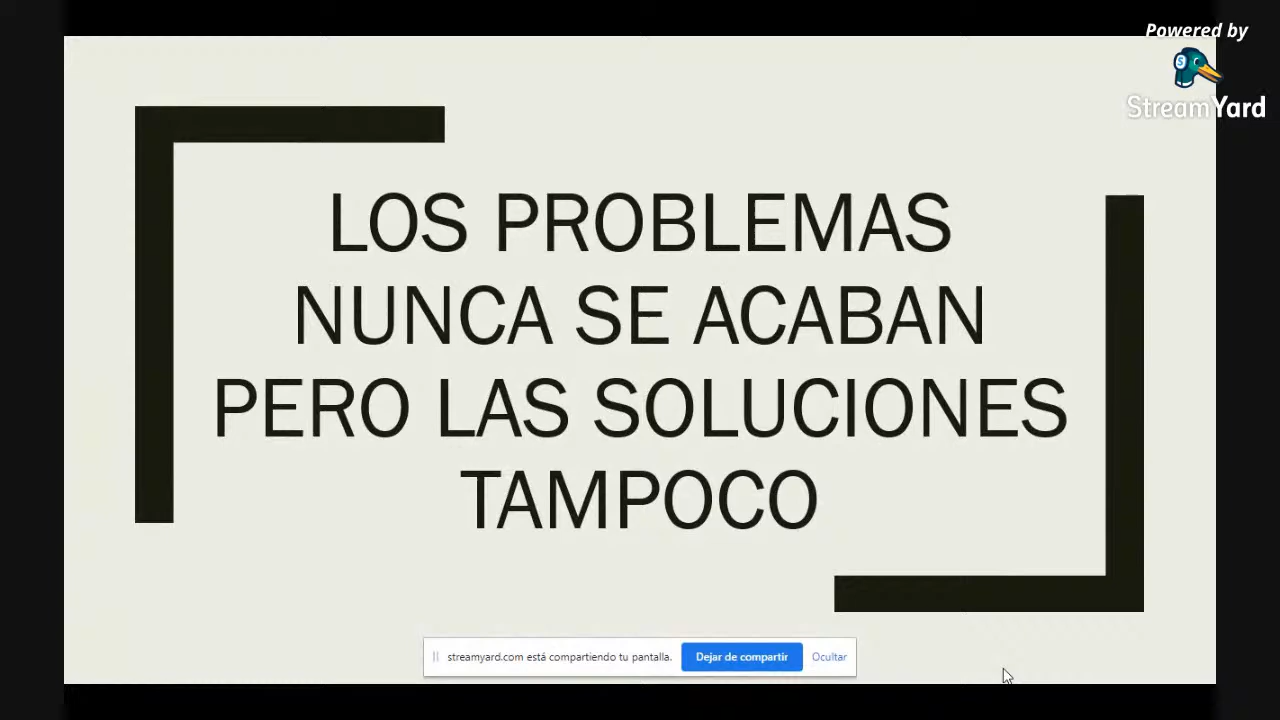 Powered by
StreamYard
LOS PROBLEMAS
NUNCA SE ACABAN
PERO LAS SOLUCIONES
TAMPOCO
streamyard.com está compartiendo tu pantalla. Dejar de compartir Ocultar